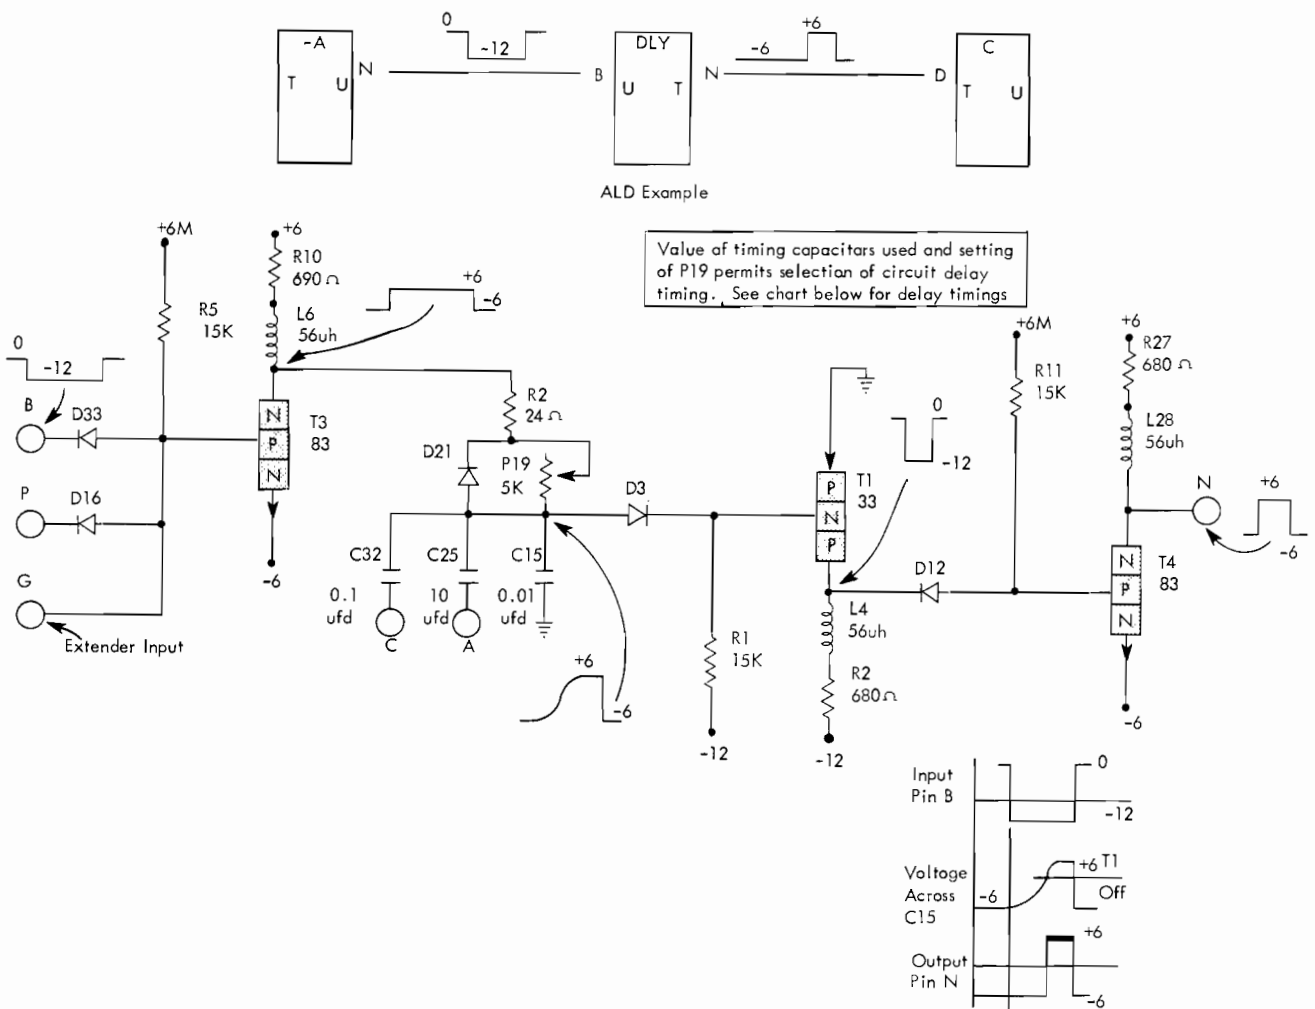 -A
T
U
N
0
-12
B
DLY
U
T
N
-6
+6
D
C
T
U
ALD Example
Value of timing capacitars used and setting
of P19 permits selection of circuit delay
timing. See chart below for delay timings
+6M
R5
15K
+6
R10
690Ω
L6
56uh
+6
-6
0
-12
B
D33
P
D16
G
Extender Input
N
P
N
T3
83
-6
R2
24Ω
D21
P19
5K
D3
C32
0.1
ufd
C
C25
10
ufd
A
C15
0.01
ufd
+6
-6
R1
15K
-12
P
N
P
T1
33
0
-12
L4
56uh
R2
680Ω
-12
D12
+6M
R11
15K
+6
R27
680 Ω
L28
56uh
N
+6
-6
N
P
N
T4
83
-6
Input
Pin B
0
-12
Voltage
Across
C15
-6
+6 T1
Off
Output
Pin N
+6
-6